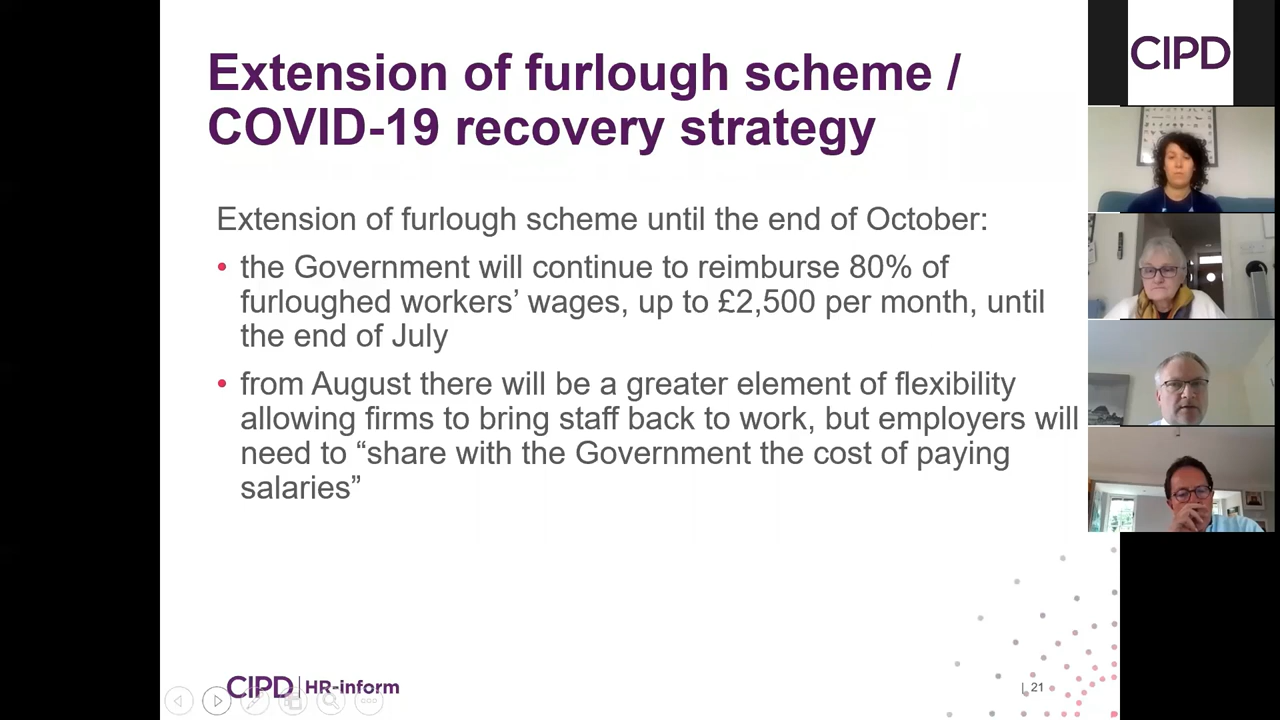 Extension of furlough scheme /
COVID-19 recovery strategy
Extension of furlough scheme until the end of October:
• the Government will continue to reimburse 80% of
furloughed workers’ wages, up to £2,500 per month, until
the end of July
• from August there will be a greater element of flexibility
allowing firms to bring staff back to work, but employers will
need to “share with the Government the cost of paying
salaries”
CIPD | HR-inform
| 21
CIPD